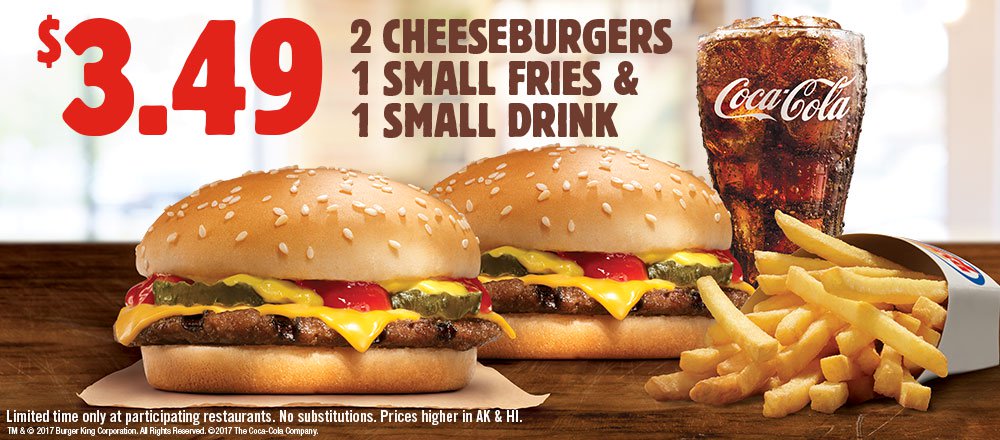 $3.49
2 CHEESEBURGERS
1 SMALL FRIES &
1 SMALL DRINK
Coca-Cola
Limited time only at participating restaurants. No substitutions. Prices higher in AK & HI.
TM & © 2017 Burger King Corporation. All Rights Reserved. ©2017 The Coca-Cola Company.